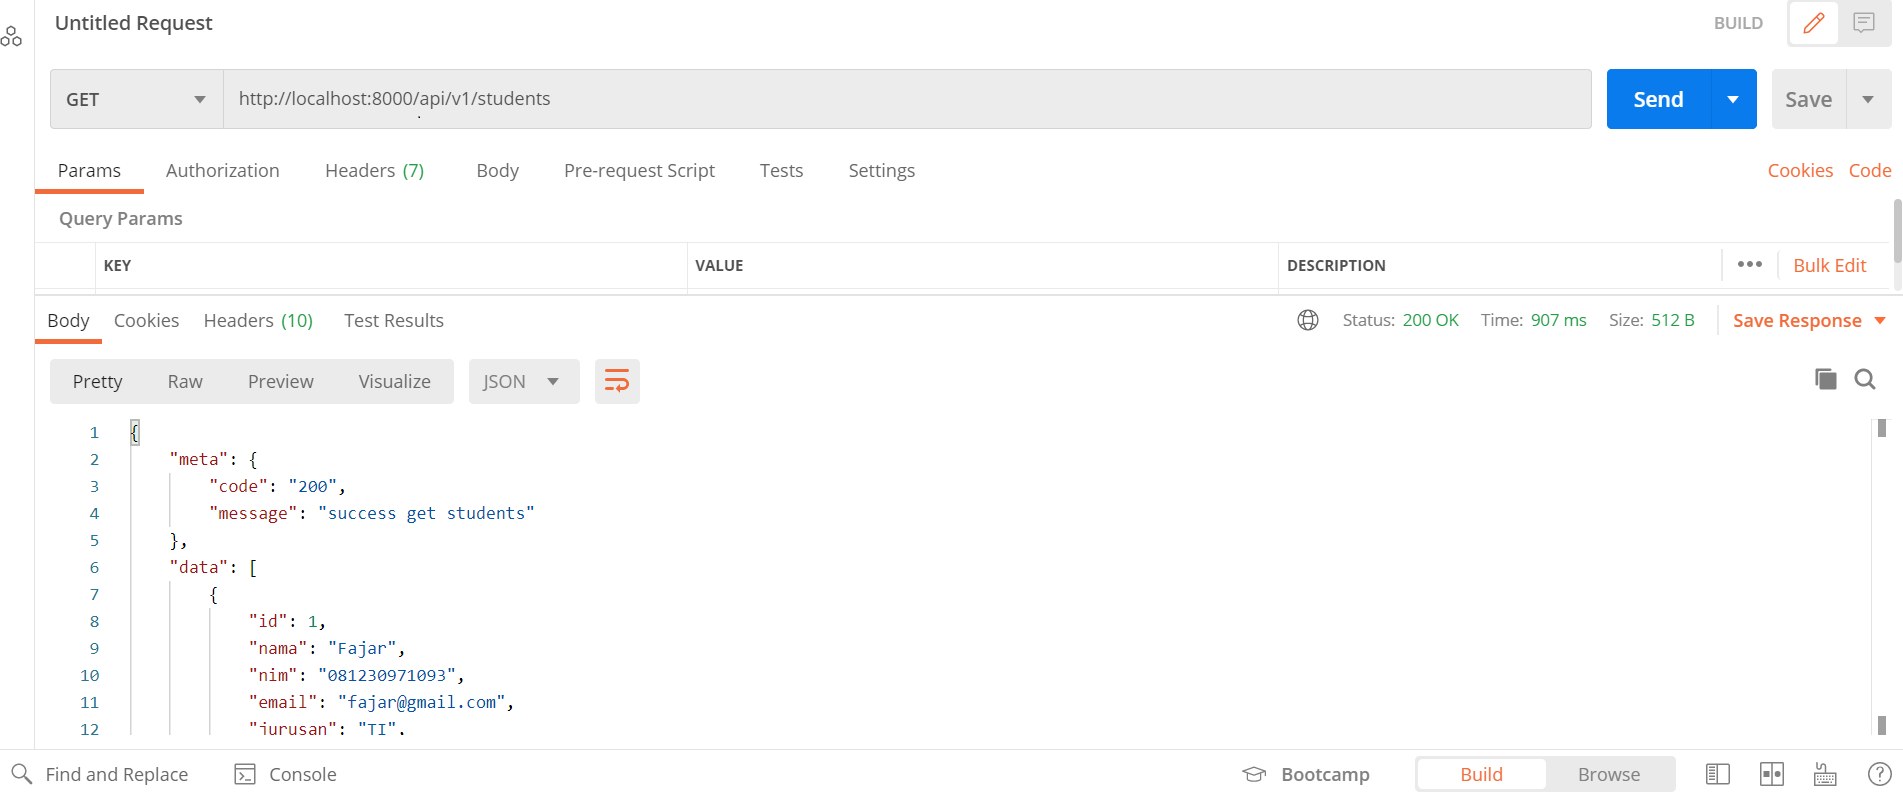 Untitled Request BUILD
GET http://localhost:8000/api/v1/students Send Save
Params Authorization Headers (7) Body Pre-request Script Tests Settings Cookies Code
Query Params
KEY VALUE DESCRIPTION ••• Bulk Edit
Body Cookies Headers (10) Test Results Status: 200 OK Time: 907 ms Size: 512 B Save Response
Pretty Raw Preview Visualize JSON
1 {
2 "meta": {
3 "code": "200",
4 "message": "success get students"
5 },
6 "data": [
7 {
8 "id": 1,
9 "nama": "Fajar",
10 "nim": "081230971093",
11 "email": "fajar@gmail.com",
12 "jurusan": "TI",
Find and Replace Console Bootcamp Build Browse